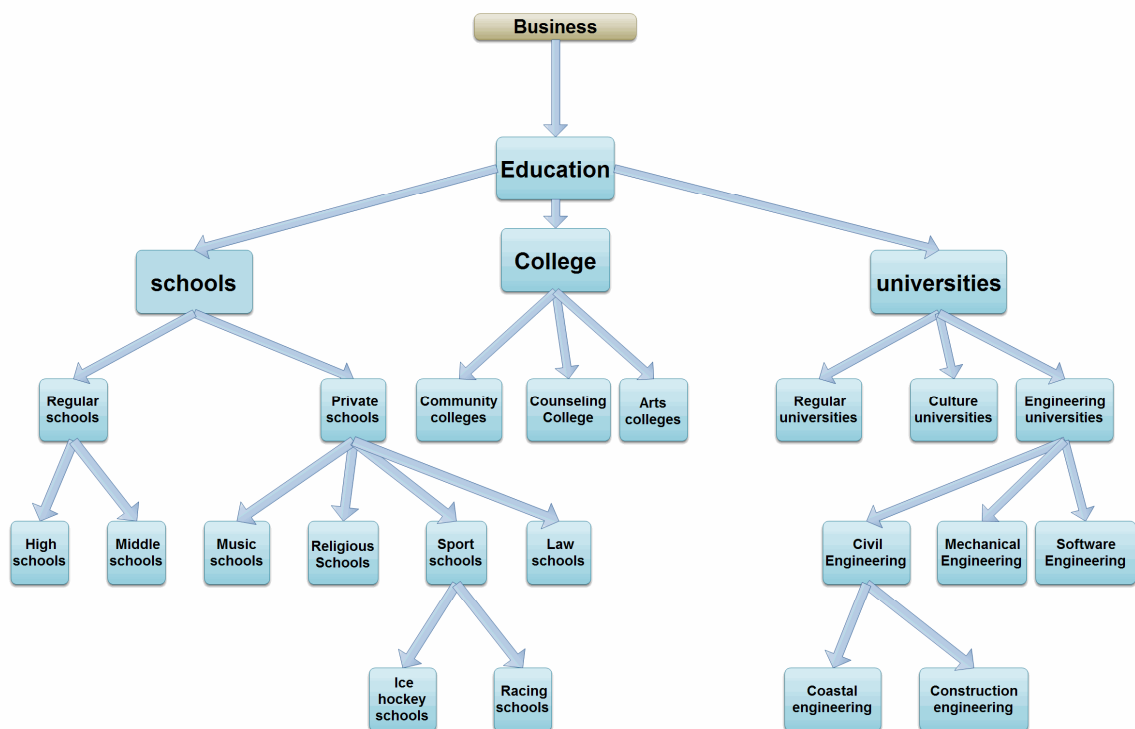 Business
Education
schools
College
universities
Regular
schools
Private
schools
Community
colleges
Counseling
College
Arts
colleges
Regular
universities
Culture
universities
Engineering
universities
High
schools
Middle
schools
Music
schools
Religious
Schools
Sport
schools
Law
schools
Civil
Engineering
Mechanical
Engineering
Software
Engineering
Ice
hockey
schools
Racing
schools
Coastal
engineering
Construction
engineering